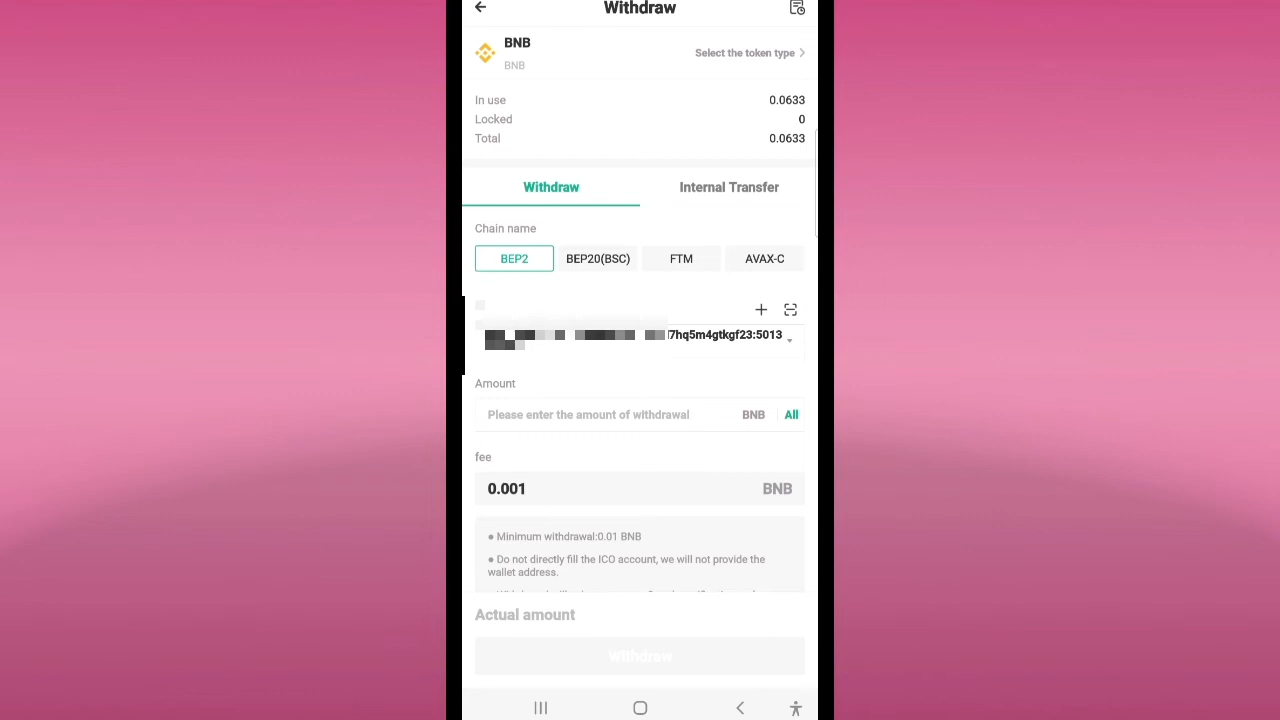 Withdraw
BNB
BNB
Select the token type
In use 0.0633
Locked 0
Total 0.0633
Withdraw Internal Transfer
Chain name
BEP2 BEP20(BSC) FTM AVAX-C
7hq5m4gtkgf23:5013
Amount
Please enter the amount of withdrawal BNB All
fee
0.001 BNB
● Minimum withdrawal:0.01 BNB
● Do not directly fill the ICO account, we will not provide the
wallet address.
Actual amount
Withdraw